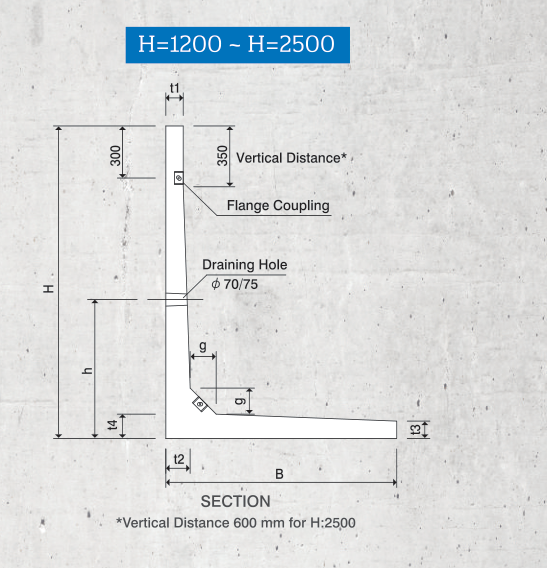 H=1200 ~ H=2500
t1
300
350
Vertical Distance*
Flange Coupling
H
Draining Hole
ϕ 70/75
h
g
g
t4
t3
t2
B
SECTION
*Vertical Distance 600 mm for H:2500